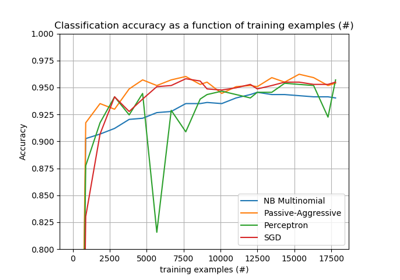 Classification accuracy as a function of training examples (#)
1.000
0.975
0.950
0.925
0.900
0.875
0.850
0.825
0.800
Accuracy
NB Multinomial
Passive-Aggressive
Perceptron
SGD
0 2500 5000 7500 10000 12500 15000 17500
training examples (#)